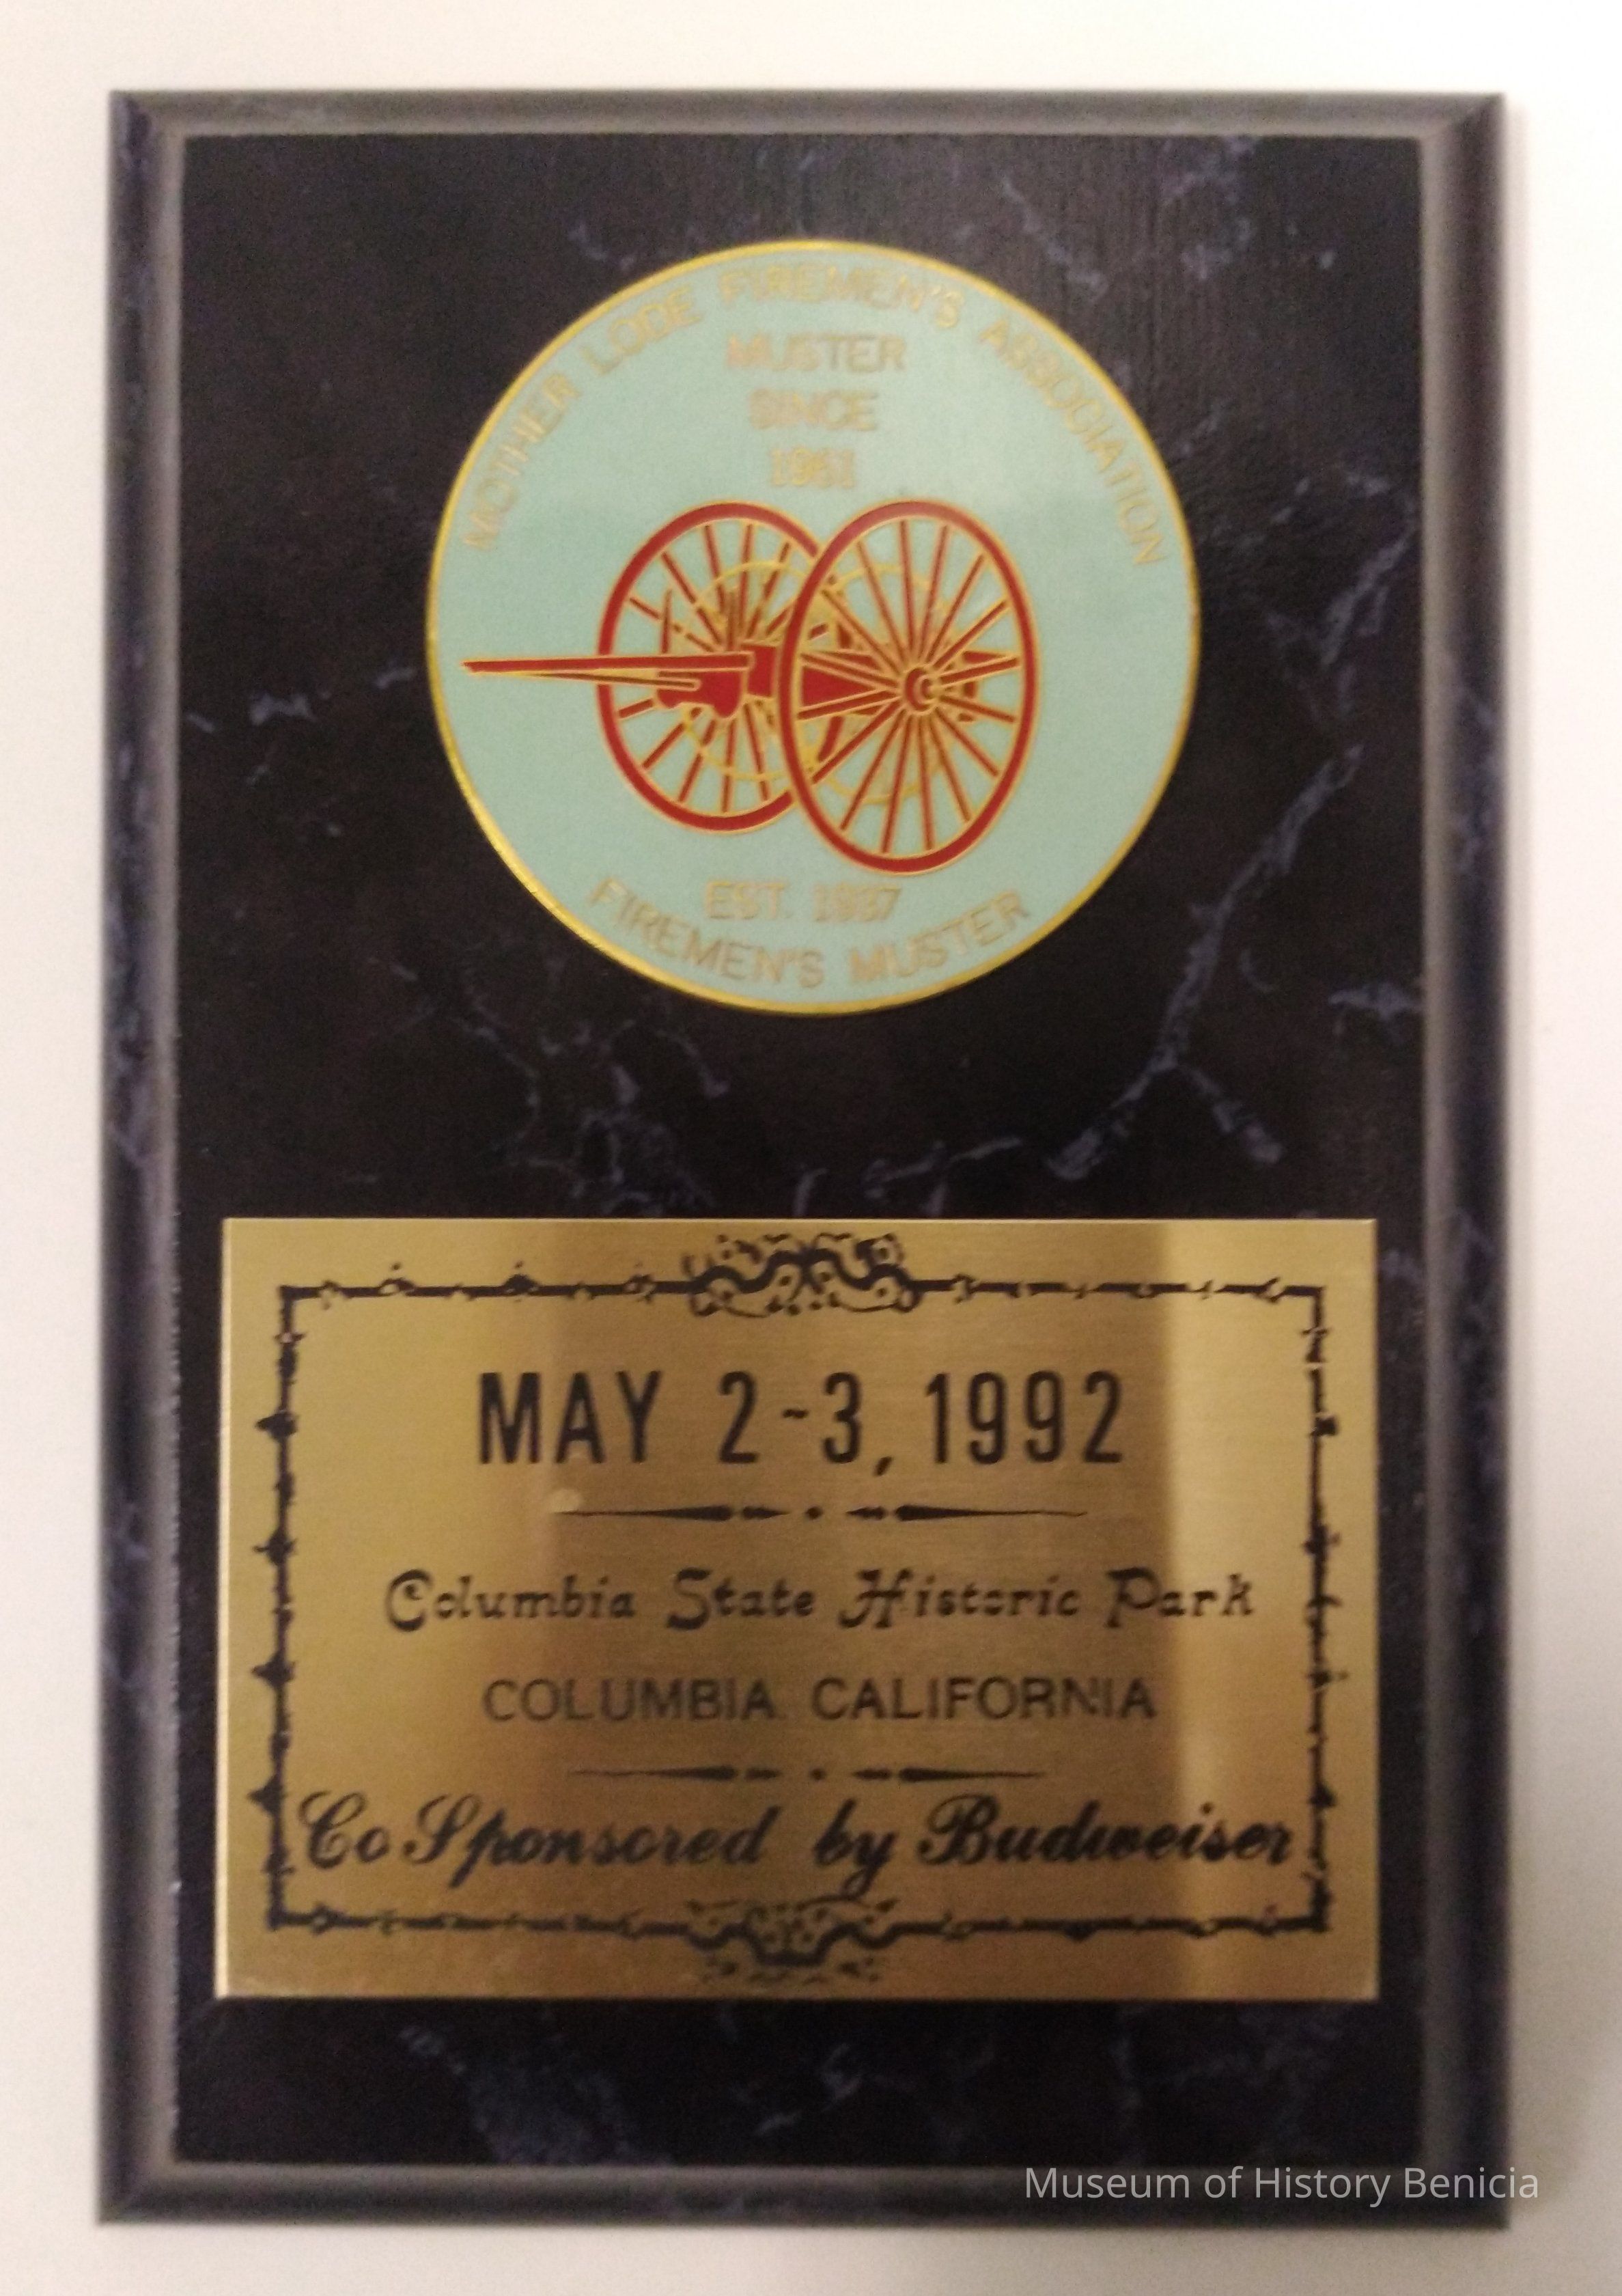 MOTHER LODE FIREMEN'S ASSOCIATION
MUSTER
SINCE
1961
EST. 1937
FIREMEN'S MUSTER
MAY 2-3, 1992
Columbia State Historic Park
COLUMBIA CALIFORNIA
Co Sponsored by Budweiser
Museum of History Benicia